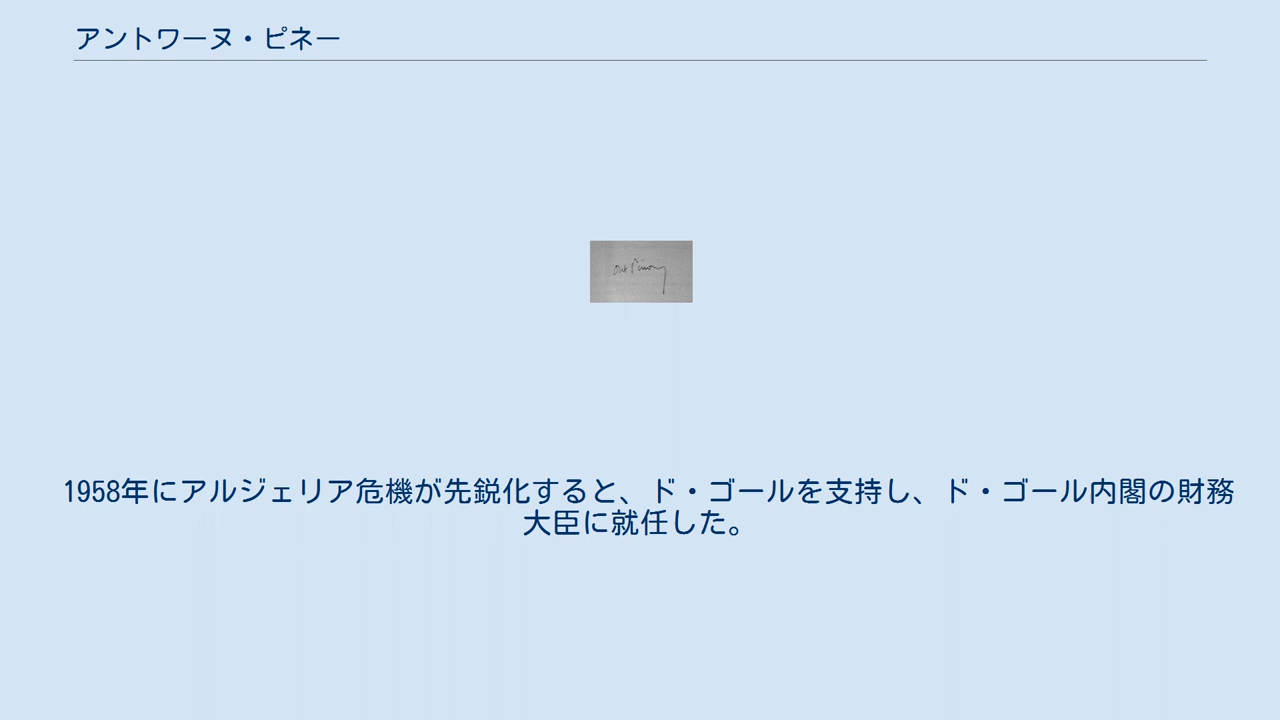 アントワーヌ・ピネー
1958年にアルジェリア危機が先鋭化すると、ド・ゴールを支持し、ド・ゴール内閣の財務
大臣に就任した。